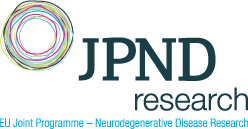 JPND
research
EU Joint Programme – Neurodegenerative Disease Research